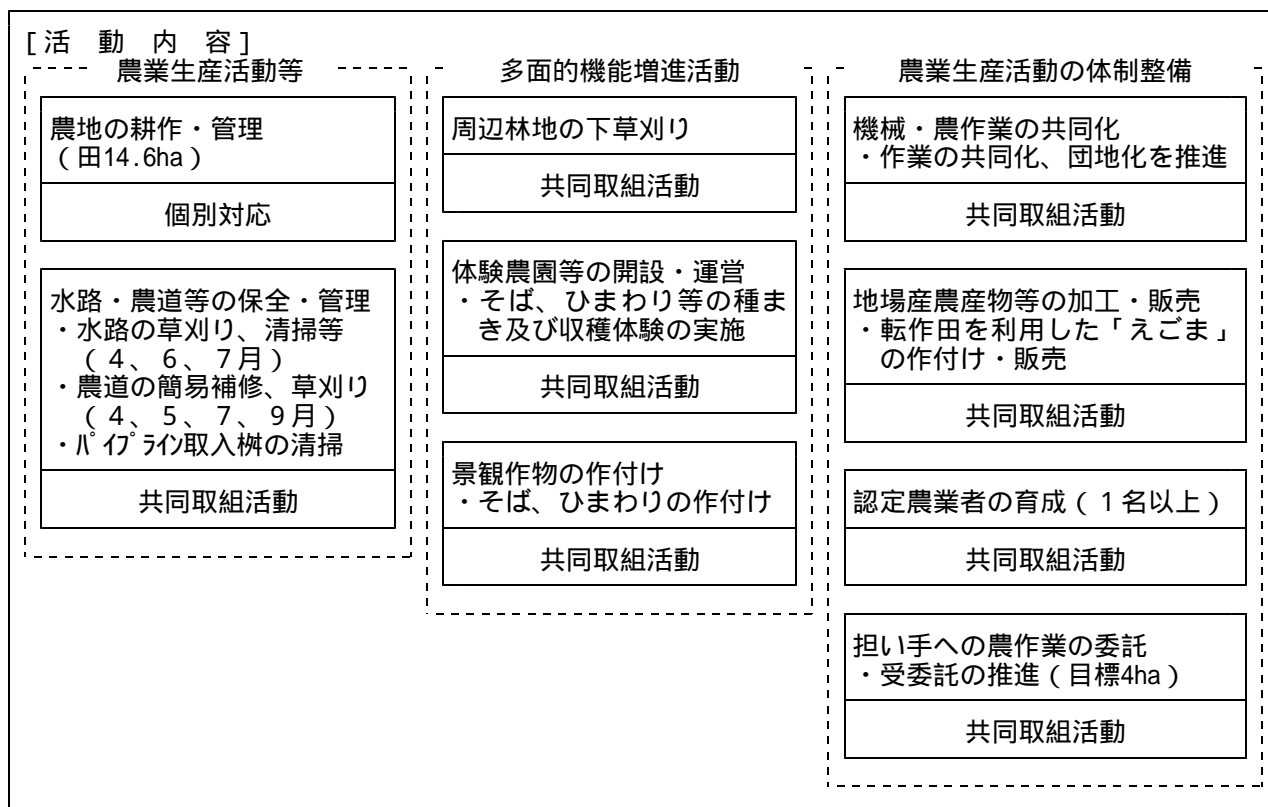 [活 動 内 容]
農業生産活動等
農地の耕作・管理
（田14.6ha）
個別対応
水路・農道等の保全・管理
・水路の草刈り、清掃等
（４、６、７月）
・農道の簡易補修、草刈り
（４、５、７、９月）
・ﾊﾟｲﾌﾟﾗｲﾝ取入桝の清掃
共同取組活動
多面的機能増進活動
周辺林地の下草刈り
共同取組活動
体験農園等の開設・運営
・そば、ひまわり等の種ま
き及び収穫体験の実施
共同取組活動
景観作物の作付け
・そば、ひまわりの作付け
共同取組活動
農業生産活動の体制整備
機械・農作業の共同化
・作業の共同化、団地化を推進
共同取組活動
地場産農産物等の加工・販売
・転作田を利用した「えごま」
の作付け・販売
共同取組活動
認定農業者の育成（１名以上）
共同取組活動
担い手への農作業の委託
・受委託の推進（目標4ha）
共同取組活動